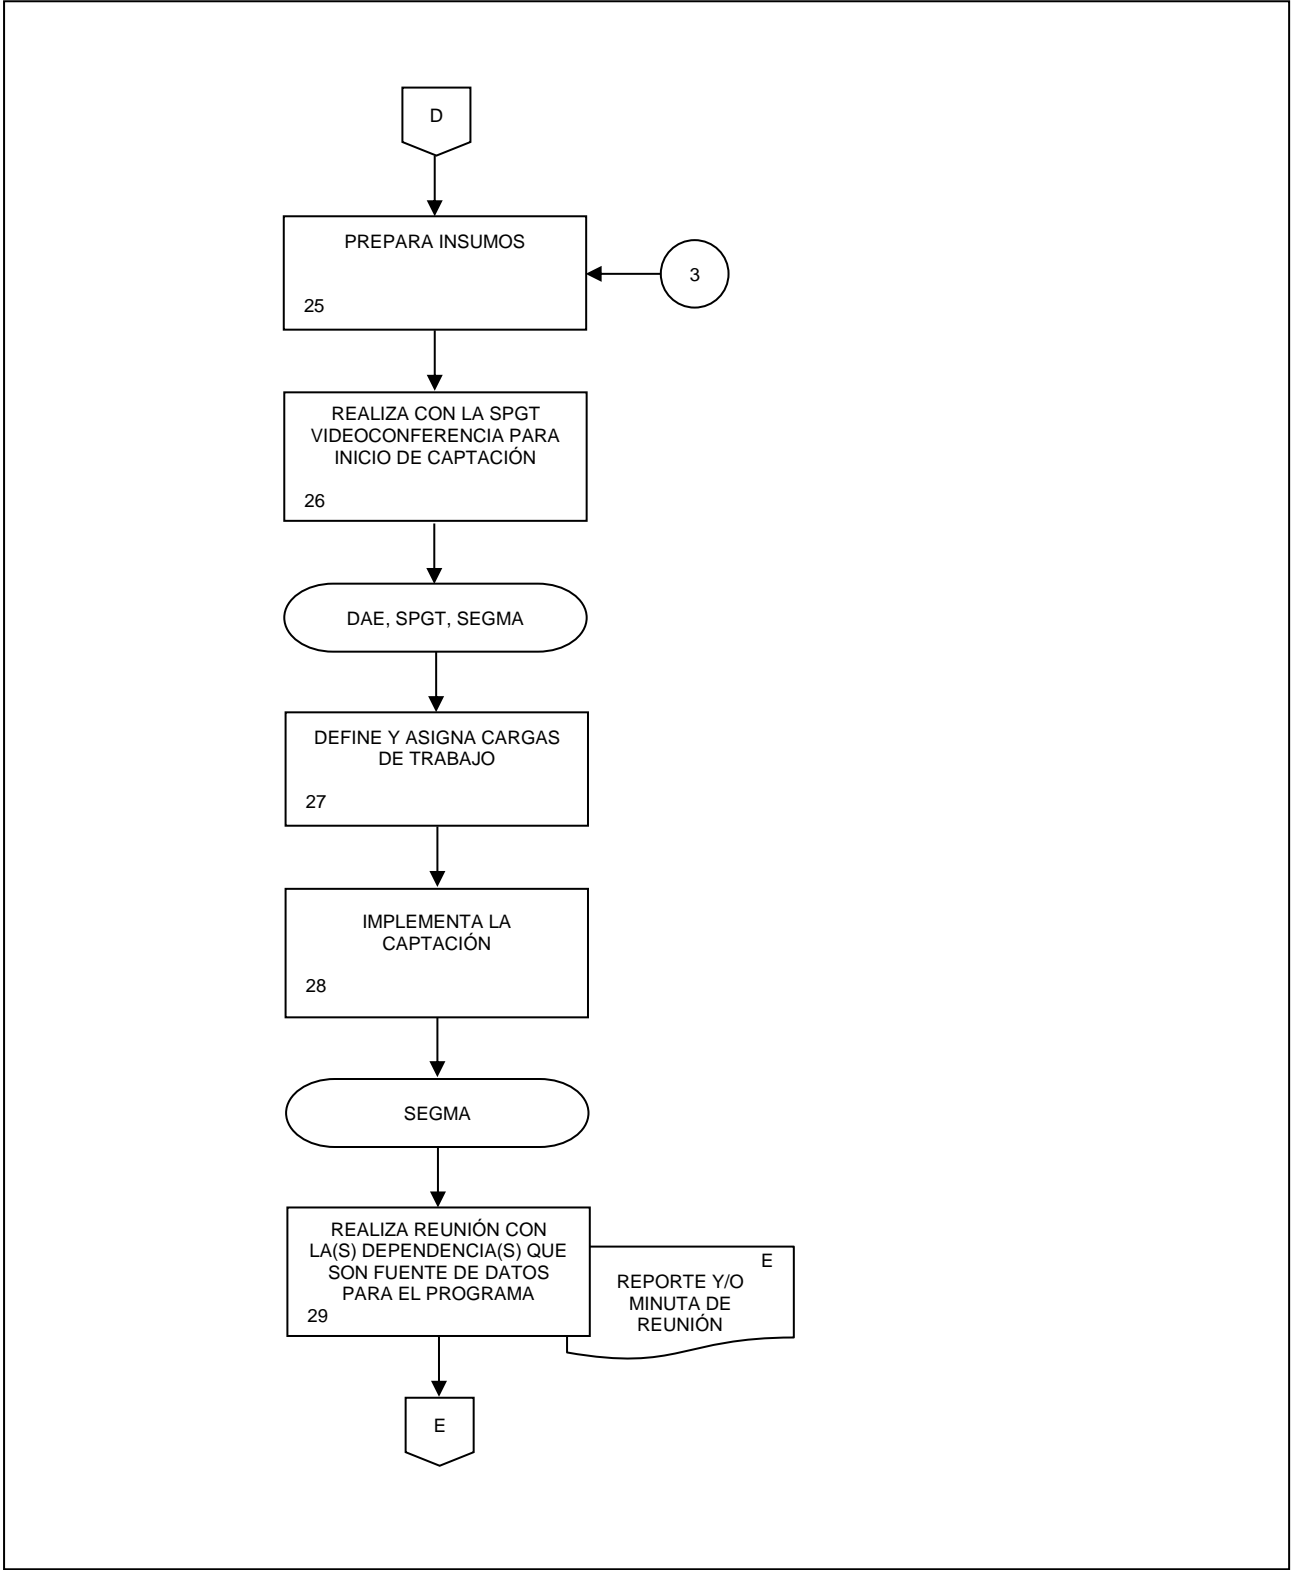 D
PREPARA INSUMOS
25
3
REALIZA CON LA SPGT
VIDEOCONFERENCIA PARA
INICIO DE CAPTACIÓN
26
DAE, SPGT, SEGMA
DEFINE Y ASIGNA CARGAS
DE TRABAJO
27
IMPLEMENTA LA
CAPTACIÓN
28
SEGMA
REALIZA REUNIÓN CON
LA(S) DEPENDENCIA(S) QUE
SON FUENTE DE DATOS
PARA EL PROGRAMA
29
E
REPORTE Y/O
MINUTA DE
REUNIÓN
E